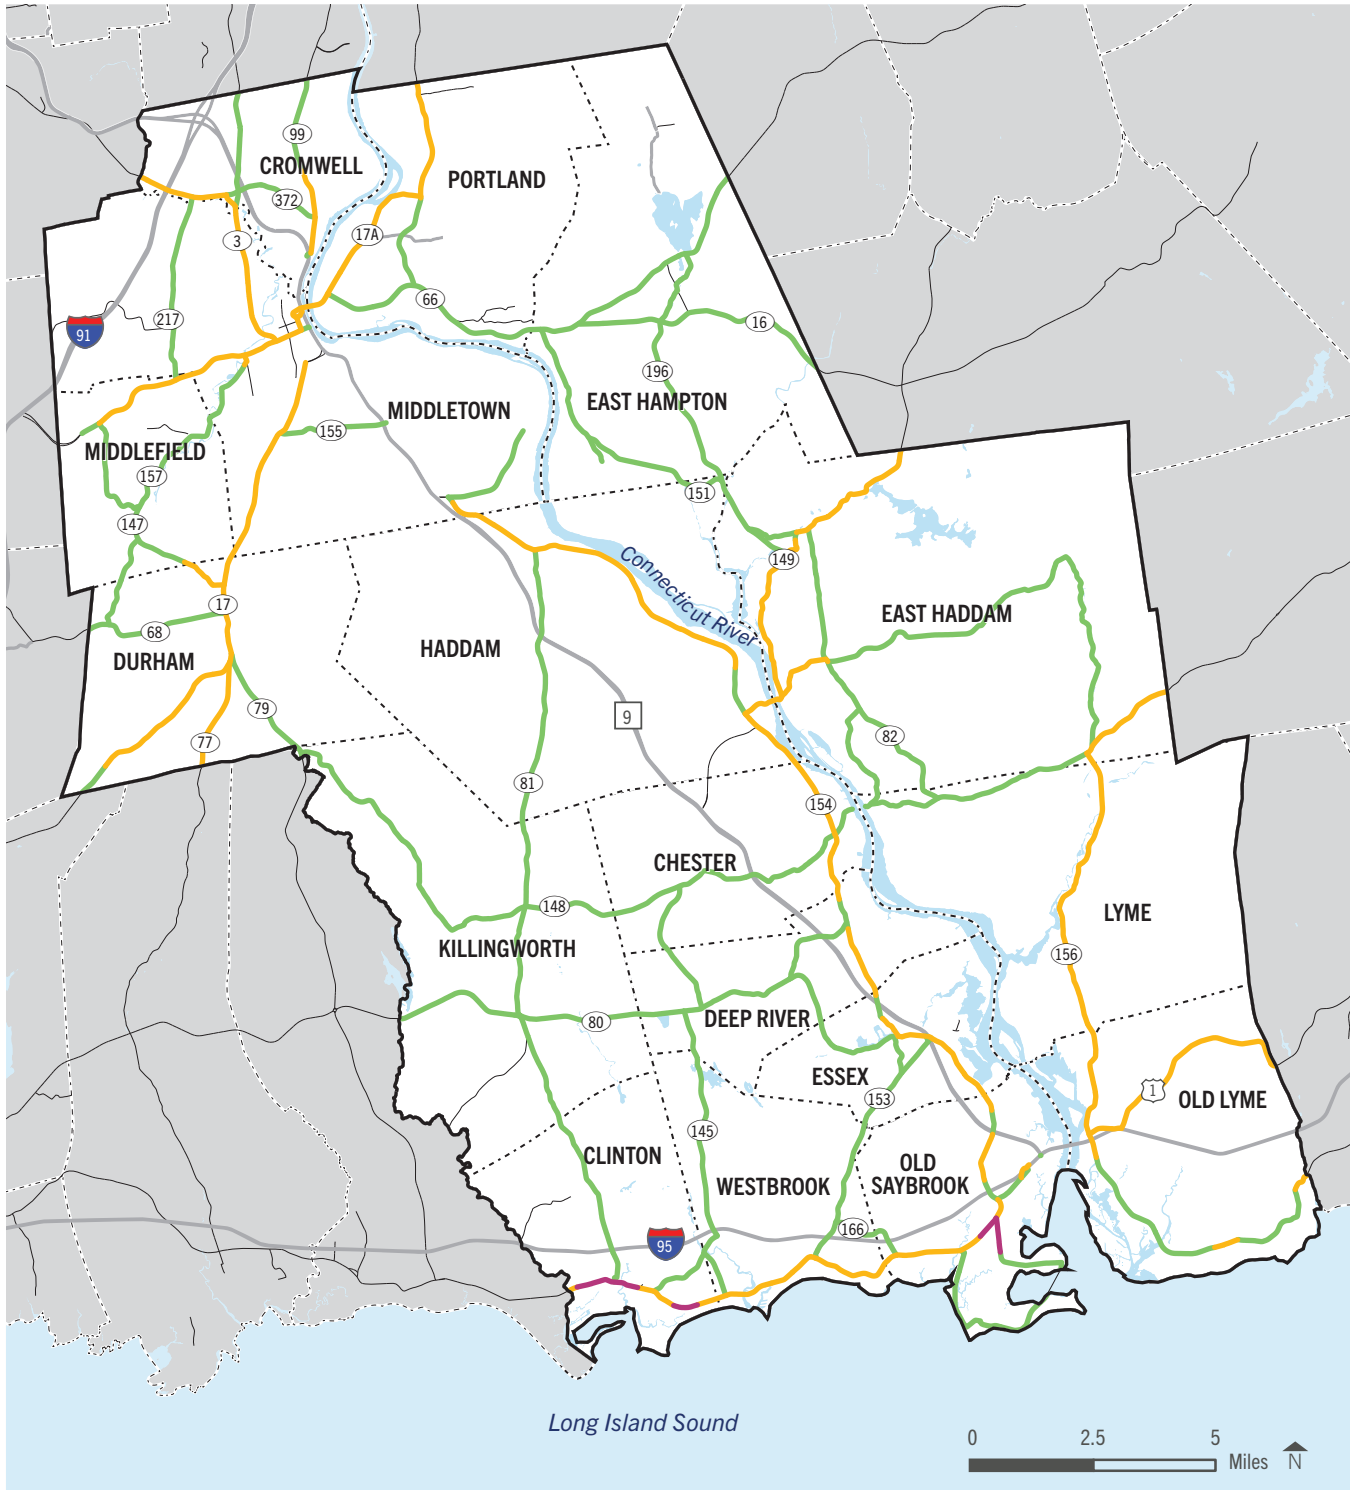 99
CROMWELL
PORTLAND
372
17A
3
66
217
91
16
196
MIDDLETOWN
EAST HAMPTON
155
MIDDLEFIELD
157
151
147
149
Connecticut River
17
EAST HADDAM
68
HADDAM
DURHAM
79
9
82
77
81
154
CHESTER
148
LYME
KILLINGWORTH
156
80
DEEP RIVER
ESSEX
153
1
OLD LYME
145
CLINTON
OLD
SAYBROOK
WESTBROOK
166
95
Long Island Sound
0 2.5 5
Miles N